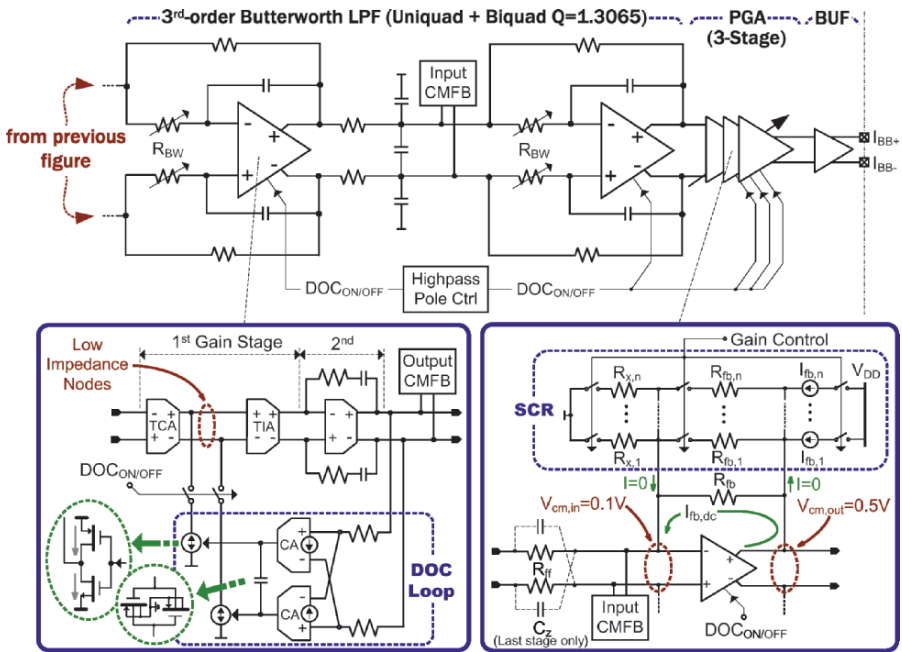 3rd-order Butterworth LPF (Uniquad + Biquad Q=1.3065)
PGA
(3-Stage)
BUF
Input
CMFB
from previous
figure
RBW
RBW
- +
+ -
- +
+ -
IBB+
IBB-
DOCON/OFF
Highpass
Pole Ctrl
DOCON/OFF
Low
Impedance
Nodes
1st Gain Stage
2nd
Output
CMFB
- +
TCA
+ -
+ +
TIA
- -
- +
+ -
DOCON/OFF
CA
+
-
CA
-
+
DOC
Loop
Gain Control
SCR
Rx,n
Rfb,n
Ifb,n
VDD
Rx,1
Rfb,1
Ifb,1
I=0
Rfb
I=0
Vcm,in=0.1V
Ifb,dc
Vcm,out=0.5V
Rff
Cz
(Last stage only)
Input
CMFB
- +
+ -
DOCON/OFF